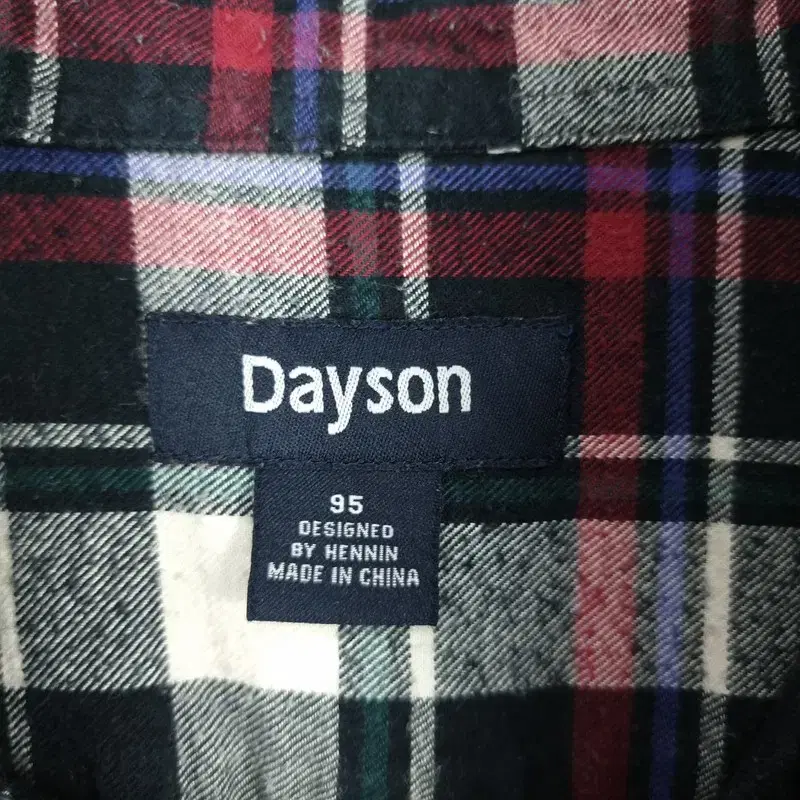 Dayson
95
DESIGNED
BY HENNIN
MADE IN CHINA